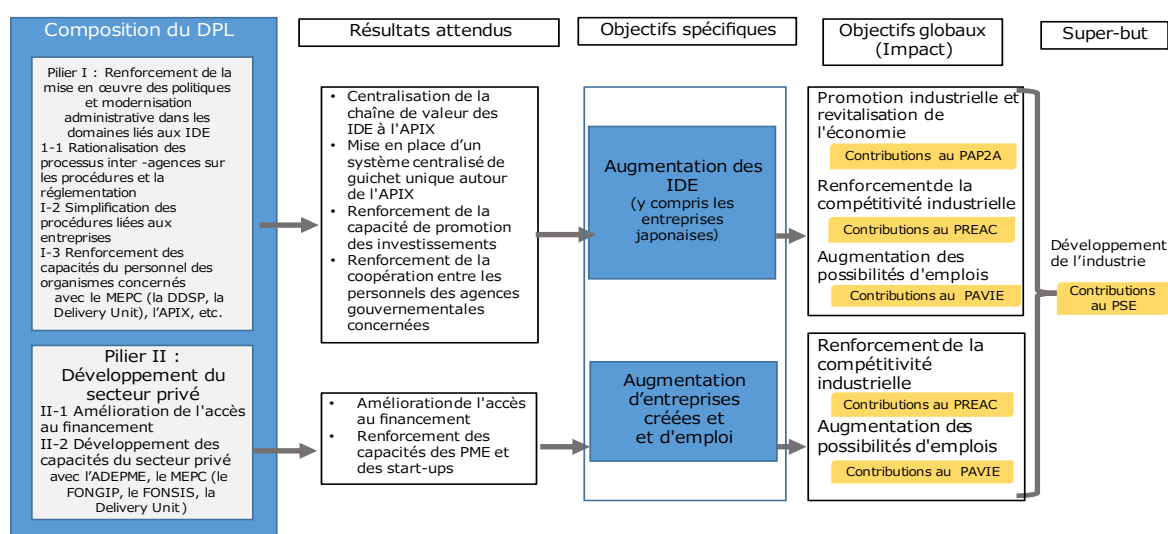 Composition du DPL
Résultats attendus
Objectifs spécifiques
Objectifs globaux
(Impact)
Super-but
Pilier I : Renforcement de la
mise en œuvre des politiques
et modernisation
administrative dans les
domaines liés aux IDE
1-1 Rationalisation des
processus inter -agences sur
les procédures et la
réglementation
I-2 Simplification des
procédures liées aux
entreprises
I-3 Renforcement des
capacités du personnel des
organismes concernés
avec le MEPC (la DDSP, la
Delivery Unit), l'APIX, etc.
• Centralisation de la
chaîne de valeur des
IDE à l'APIX
• Mise en place d'un
système centralisé de
guichet unique autour
de l'APIX
• Renforcement de la
capacité de promotion
des investissements
• Renforcement de la
coopération entre les
personnels des agences
gouvernementales
concernées
Augmentation des
IDE
(y compris les
entreprises
japonaises)
Promotion industrielle et
revitalisation de
l'économie
Contributions au PAP2A
Renforcement de la
compétitivité industrielle
Contributions au PREAC
Augmentation des
possibilités d'emplois
Contributions au PAVIE
Développement
de l'industrie
Contributions
au PSE
Pilier II :
Développement du
secteur privé
II-1 Amélioration de l'accès
au financement
II-2 Développement des
capacités du secteur privé
avec l'ADEPME, le MEPC (le
FONGIP, le FONSIS, la
Delivery Unit)
• Amélioration de l'accès
au financement
• Renforcement des
capacités des PME et
des start-ups
Augmentation
d'entreprises
créées et
et d'emploi
Renforcement de la
compétitivité
industrielle
Contributions au PREAC
Augmentation des
possibilités d'emplois
Contributions au PAVIE